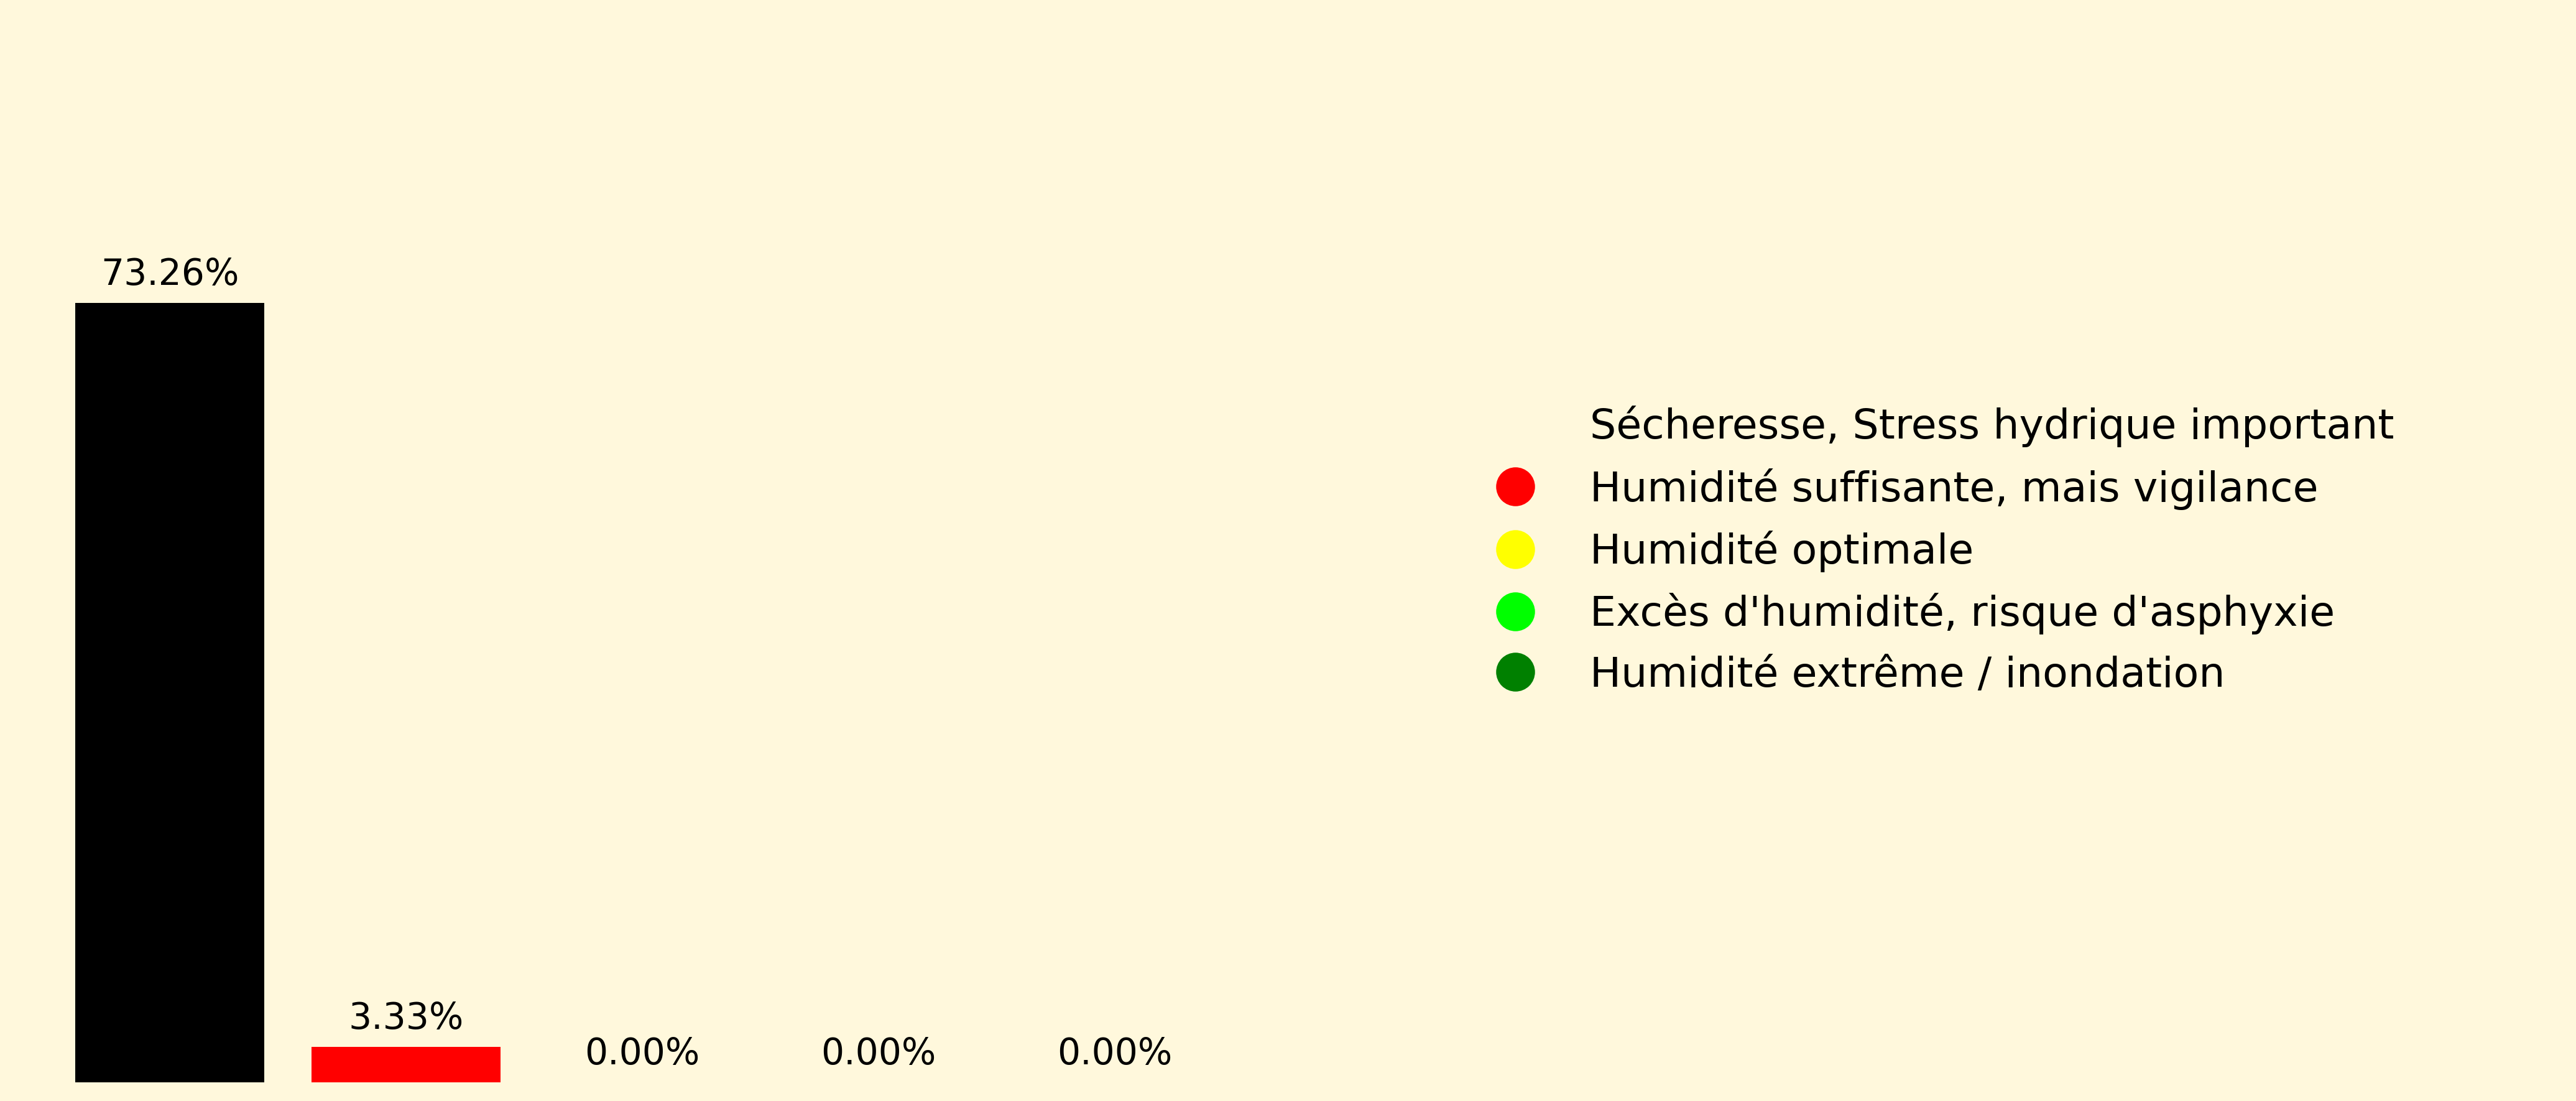 73.26%
3.33%
0.00%
0.00%
0.00%
Sécheresse, Stress hydrique important
Humidité suffisante, mais vigilance
Humidité optimale
Excès d'humidité, risque d'asphyxie
Humidité extrême / inondation